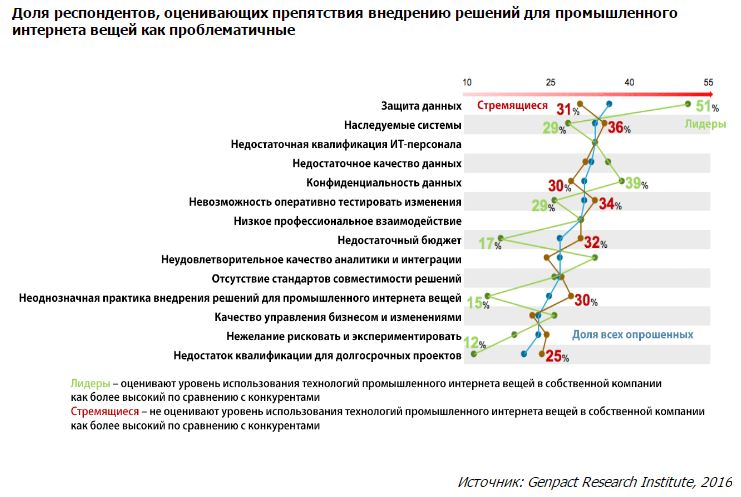 Доля респондентов, оценивающих препятствия внедрению решений для промышленного
интернета вещей как проблематичные
10 25 40 55
Защита данных Стремящиеся 31% 51%
Наследуемые системы 29% 36% Лидеры
Недостаточная квалификация ИТ-персонала
Недостаточное качество данных
Конфиденциальность данных 30% 39%
Невозможность оперативно тестировать изменения 29% 34%
Низкое профессиональное взаимодействие
Недостаточный бюджет 17% 32%
Неудовлетворительное качество аналитики и интеграции
Отсутствие стандартов совместимости решений
Неоднозначная практика внедрения решений для промышленного интернета вещей 15% 30%
Качество управления бизнесом и изменениями
Нежелание рисковать и экспериментировать 12% Доля всех опрошенных
Недостаток квалификации для долгосрочных проектов 25%
Лидеры – оценивают уровень использования технологий промышленного интернета вещей в собственной компании
как более высокий по сравнению с конкурентами
Стремящиеся – не оценивают уровень использования технологий промышленного интернета вещей в собственной компании
как более высокий по сравнению с конкурентами
Источник: Genpact Research Institute, 2016